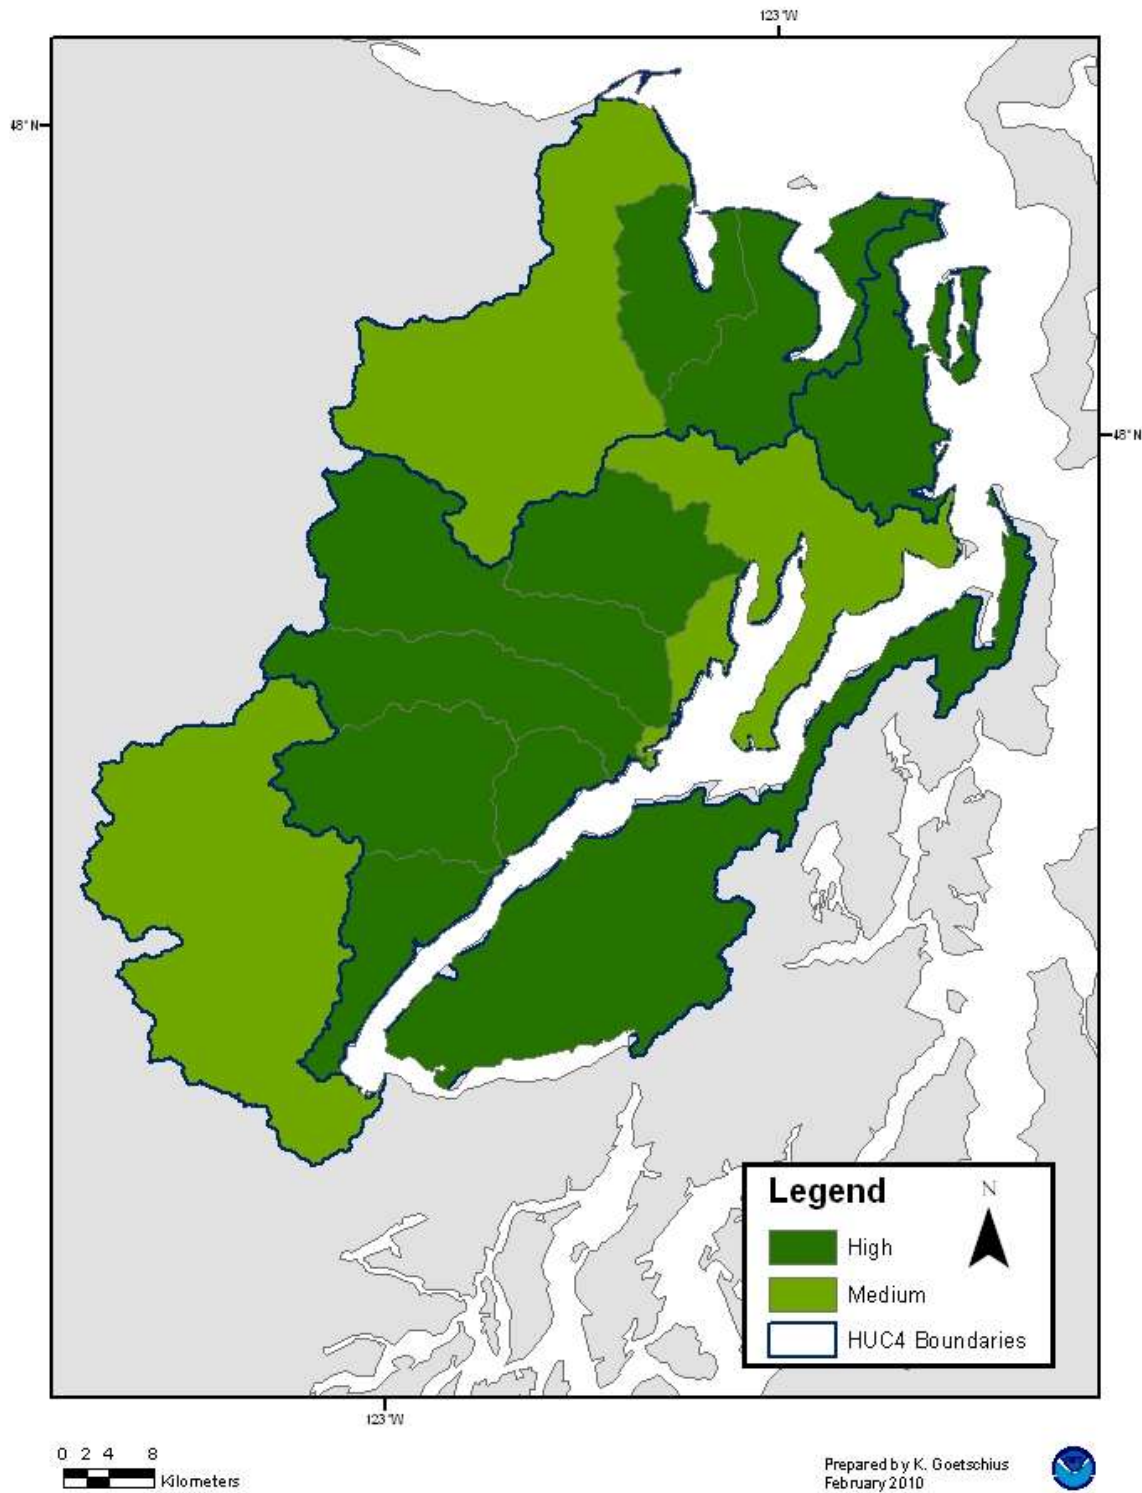 123°W
48°N
48°N
Legend
N
High
Medium
HUC4 Boundaries
123°W
0 2 4 8
Kilometers
Prepared by K. Goetschius
February 2010